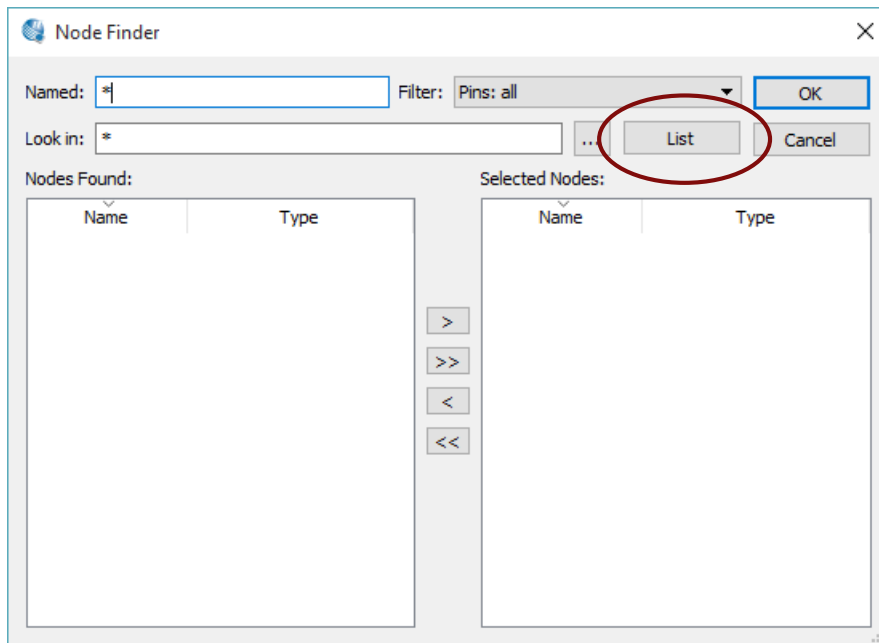 Node Finder
Named: * Filter: Pins: all OK
Look in: * ... List Cancel
Nodes Found: Selected Nodes:
Name Type Name Type
>
>>
<
<<